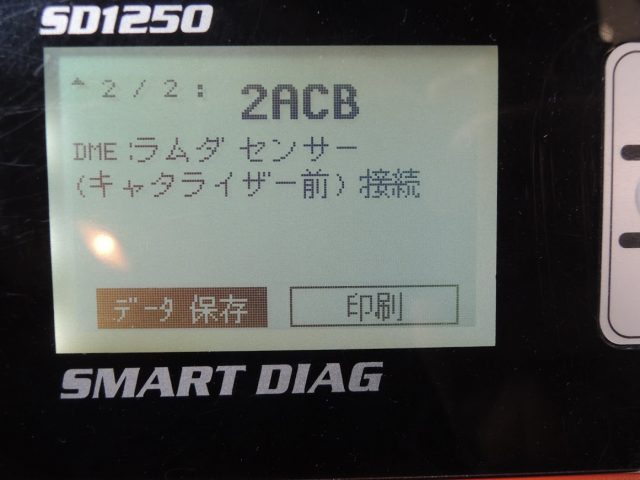 SD1250
▲2/2:
2ACB
DME:ラムダ センサー
(キャタライザー前):接続
データ 保存
印刷
SMART DIAG